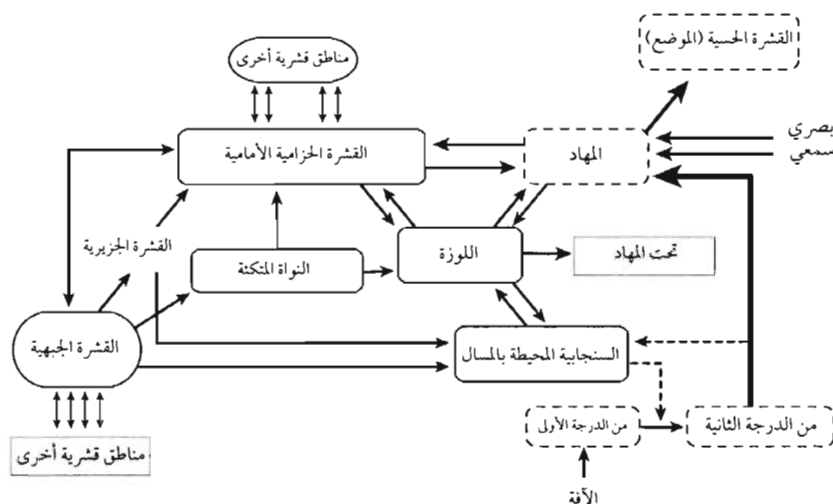 القشرة الحسية (الموضع)
مناطق قشرية أخرى
بصري
سمعي
المهاد
القشرة الحزامية الأمامية
القشرة الجزيرية
النواة المتكئة
اللوزة
تحت المهاد
القشرة الجبهية
السنجابية المحيطة بالمسال
من الدرجة الأولى
من الدرجة الثانية
مناطق قشرية أخرى
الآفة